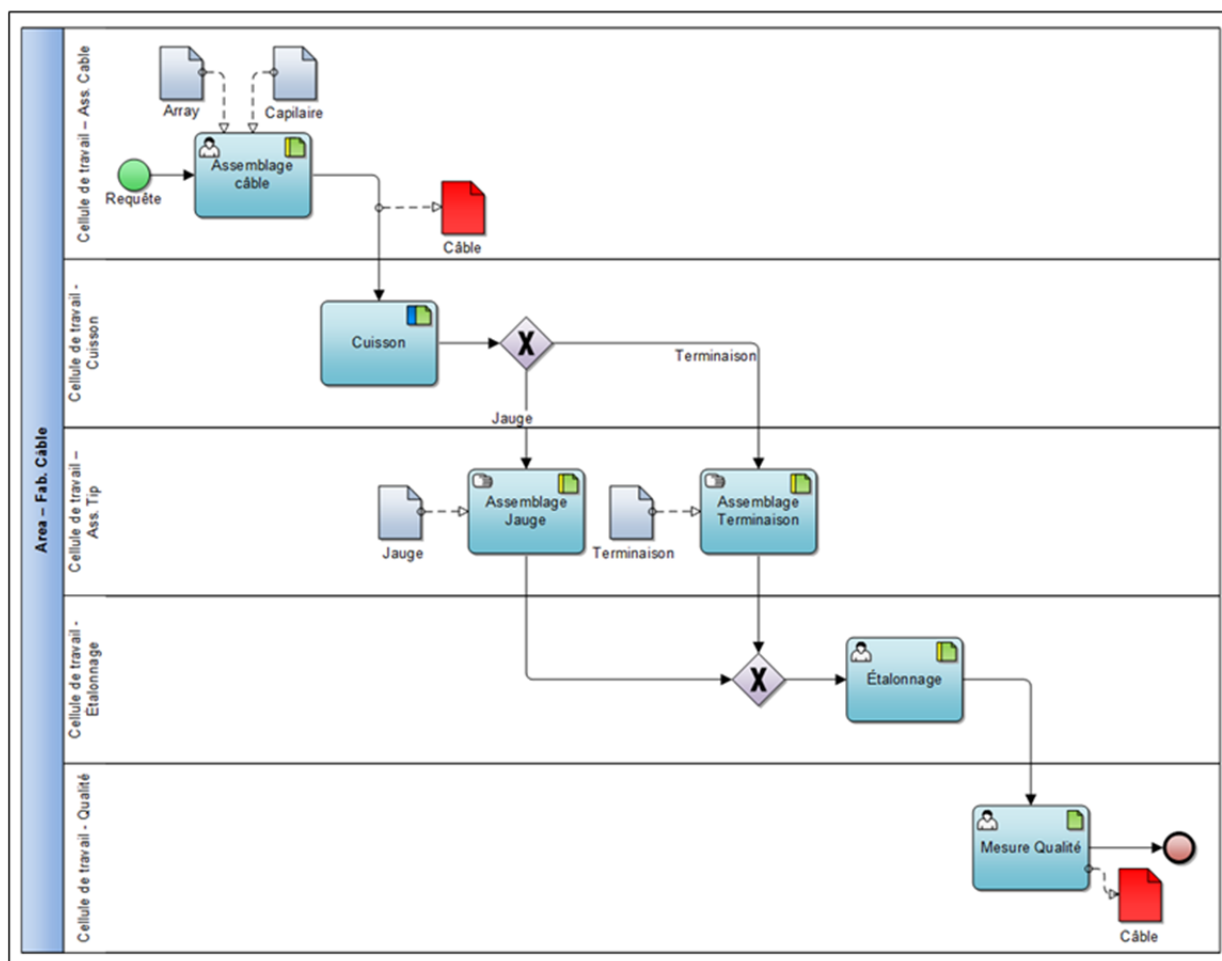 Area – Fab. Câble
Cellule de travail – Ass. Cable
Array
Capilaire
Requête
Assemblage
câble
Câble
Cellule de travail -
Cuisson
Cuisson
X
Terminaison
Jauge
Cellule de travail –
Ass. Tip
Jauge
Assemblage
Jauge
Terminaison
Assemblage
Terminaison
Cellule de travail -
Étalonnage
X
Étalonnage
Cellule de travail - Qualité
Mesure Qualité
Câble